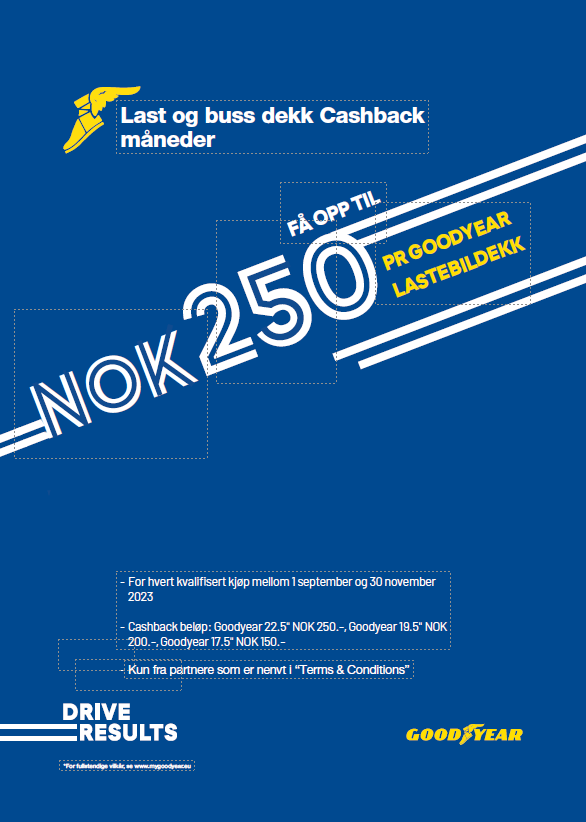 Last og buss dekk Cashback
måneder
FÅ OPP TIL
NOK 250
PR GOODYEAR
LASTEBILDEKK
- For hvert kvalifisert kjøp mellom 1 september og 30 november
2023
- Cashback beløp: Goodyear 22.5" NOK 250.-, Goodyear 19.5" NOK
200.-, Goodyear 17.5" NOK 150.-
- Kun fra partnere som er nenvt i “Terms & Conditions”
DRIVE
RESULTS
GOODYEAR
*For fullstendige vilkår, se www.mygoodyear.eu